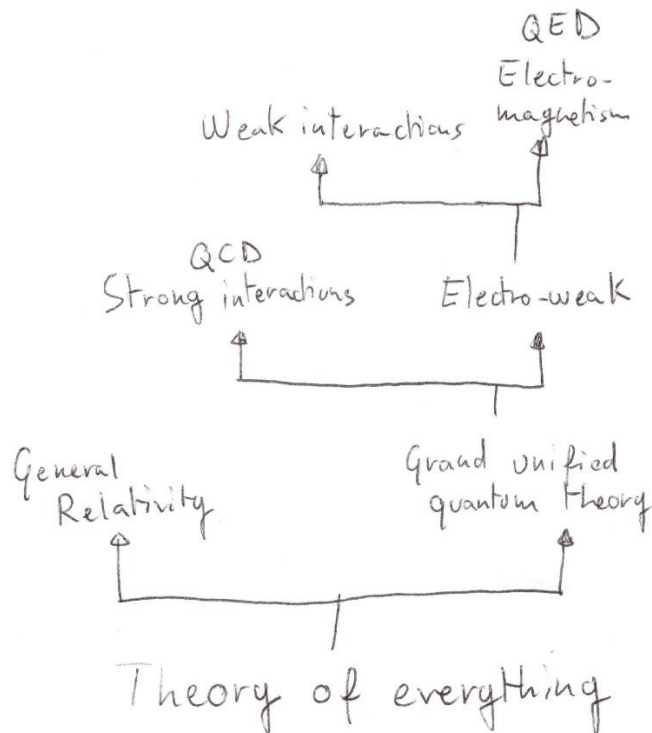 QED
Electro-
magnetism
Weak interactions
QCD
Strong interactions
Electro-weak
General
Relativity
Grand unified
quantum theory
Theory of everything